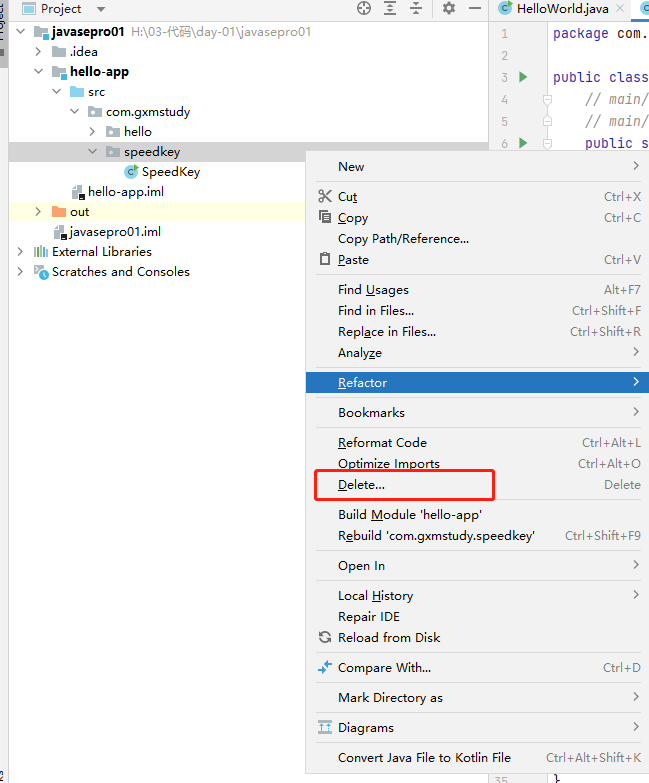 Project
javasepro01 H:\03-代码\day-01\javasepro01
.idea
hello-app
src
com.gxmstudy
hello
speedkey
SpeedKey
hello-app.iml
out
javasepro01.iml
External Libraries
Scratches and Consoles
HelloWorld.java
1 package com.
2
3 public class
4 // main/
5 // main/
6 public s
New
Cut Ctrl+X
Copy Ctrl+C
Copy Path/Reference...
Paste Ctrl+V
Find Usages Alt+F7
Find in Files... Ctrl+Shift+F
Replace in Files... Ctrl+Shift+R
Analyze
Refactor
Bookmarks
Reformat Code Ctrl+Alt+L
Optimize Imports Ctrl+Alt+O
Delete... Delete
Build Module 'hello-app'
Rebuild 'com.gxmstudy.speedkey' Ctrl+Shift+F9
Open In
Local History
Repair IDE
Reload from Disk
Compare With... Ctrl+D
Mark Directory as
Diagrams
Convert Java File to Kotlin File Ctrl+Alt+Shift+K
35 }